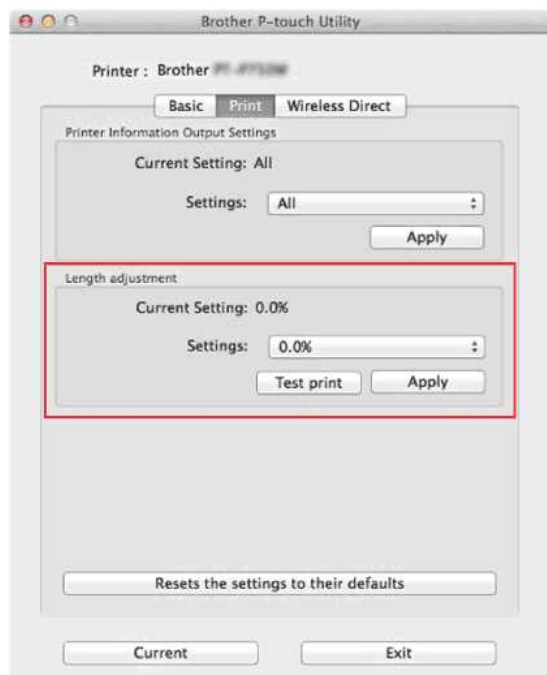 Brother P-touch Utility
Printer : Brother
Basic Print Wireless Direct
Printer Information Output Settings
Current Setting: All
Settings: All
Apply
Length adjustment
Current Setting: 0.0%
Settings: 0.0%
Test print Apply
Resets the settings to their defaults
Current Exit